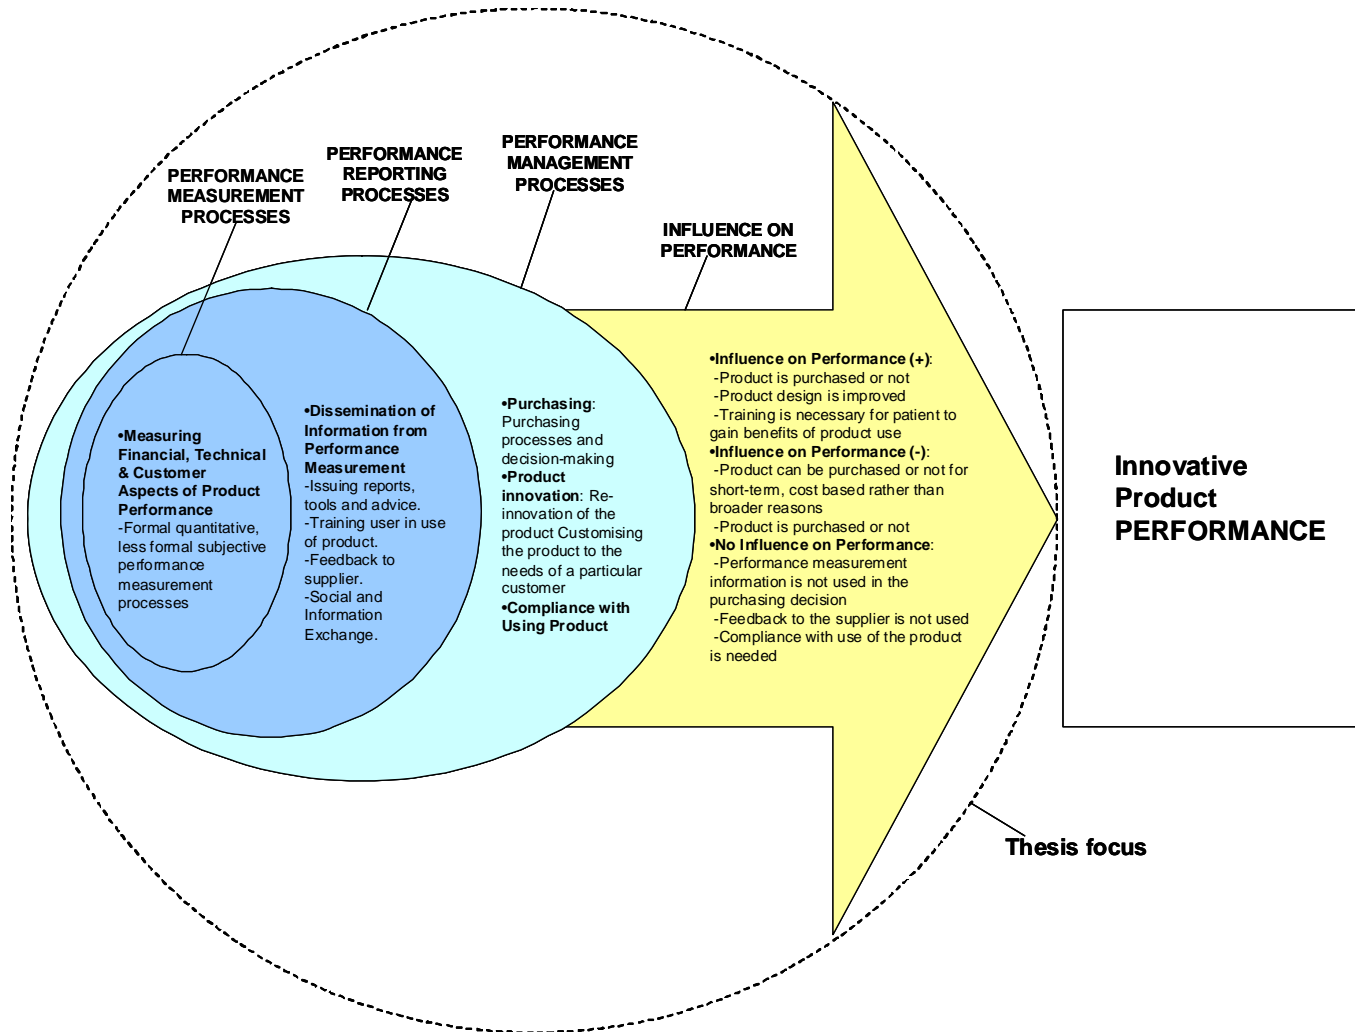 PERFORMANCE
MEASUREMENT
PROCESSES
PERFORMANCE
REPORTING
PROCESSES
PERFORMANCE
MANAGEMENT
PROCESSES
INFLUENCE ON
PERFORMANCE
•Measuring
Financial, Technical
& Customer
Aspects of Product
Performance
-Formal quantitative,
less formal subjective
performance
measurement
processes
•Dissemination of
Information from
Performance
Measurement
-Issuing reports,
tools and advice.
-Training user in use
of product.
-Feedback to
supplier.
-Social and
Information
Exchange.
•Purchasing:
Purchasing
processes and
decision-making
•Product
innovation: Re-
innovation of the
product Customising
the product to the
needs of a particular
customer
•Compliance with
Using Product
•Influence on Performance (+):
-Product is purchased or not
-Product design is improved
-Training is necessary for patient to
gain benefits of product use
•Influence on Performance (-):
-Product can be purchased or not for
short-term, cost based rather than
broader reasons
-Product is purchased or not
•No Influence on Performance:
-Performance measurement
information is not used in the
purchasing decision
-Feedback to the supplier is not used
-Compliance with use of the product
is needed
Innovative
Product
PERFORMANCE
Thesis focus